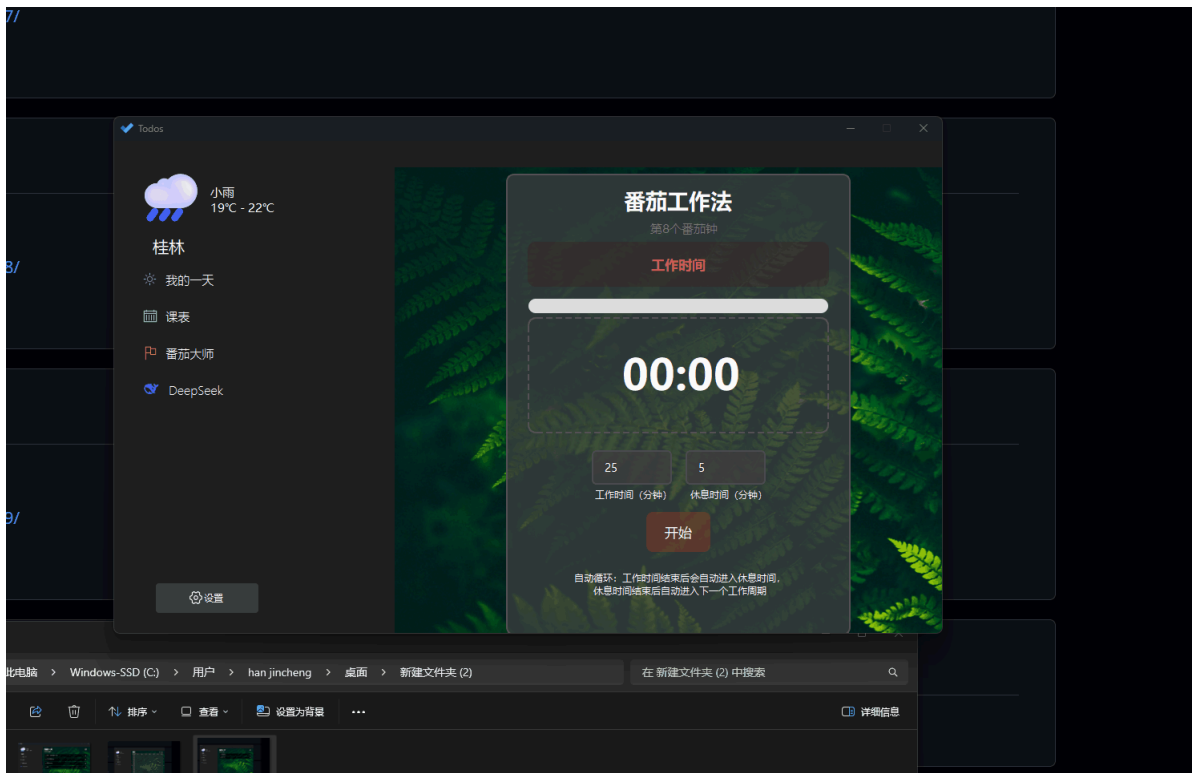 7/
Todos
小雨
19℃ - 22℃
桂林
我的一天
课表
番茄大师
DeepSeek
设置
番茄工作法
第8个番茄钟
工作时间
00:00
25
5
工作时间（分钟）
休息时间（分钟）
开始
自动循环：工作时间结束后会自动进入休息时间，
休息时间结束后自动进入下一个工作周期
8/
9/
此电脑 > Windows-SSD (C:) > 用户 > han jincheng > 桌面 > 新建文件夹 (2)
在 新建文件夹 (2) 中搜索
排序
查看
设置为背景
详细信息